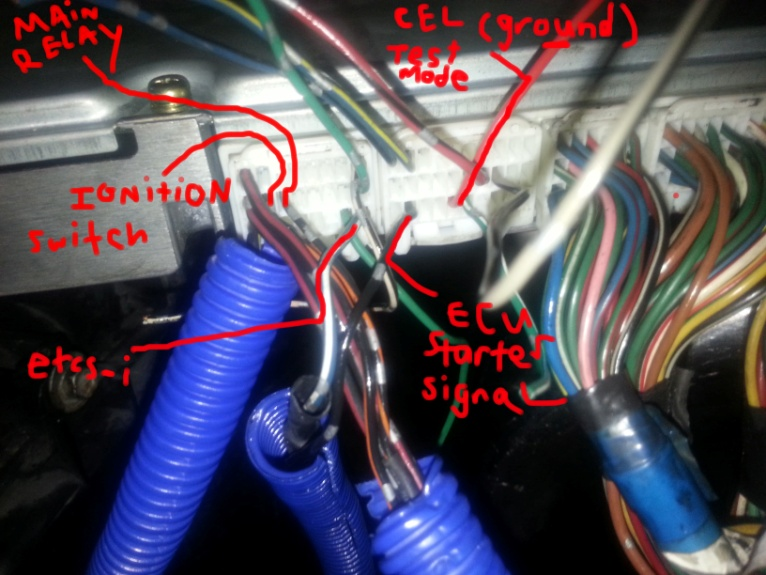 MAIN
RELAY
CEL (ground)
Test
mode
IGNITION
switch
etcs-i
ECU
starter
signal